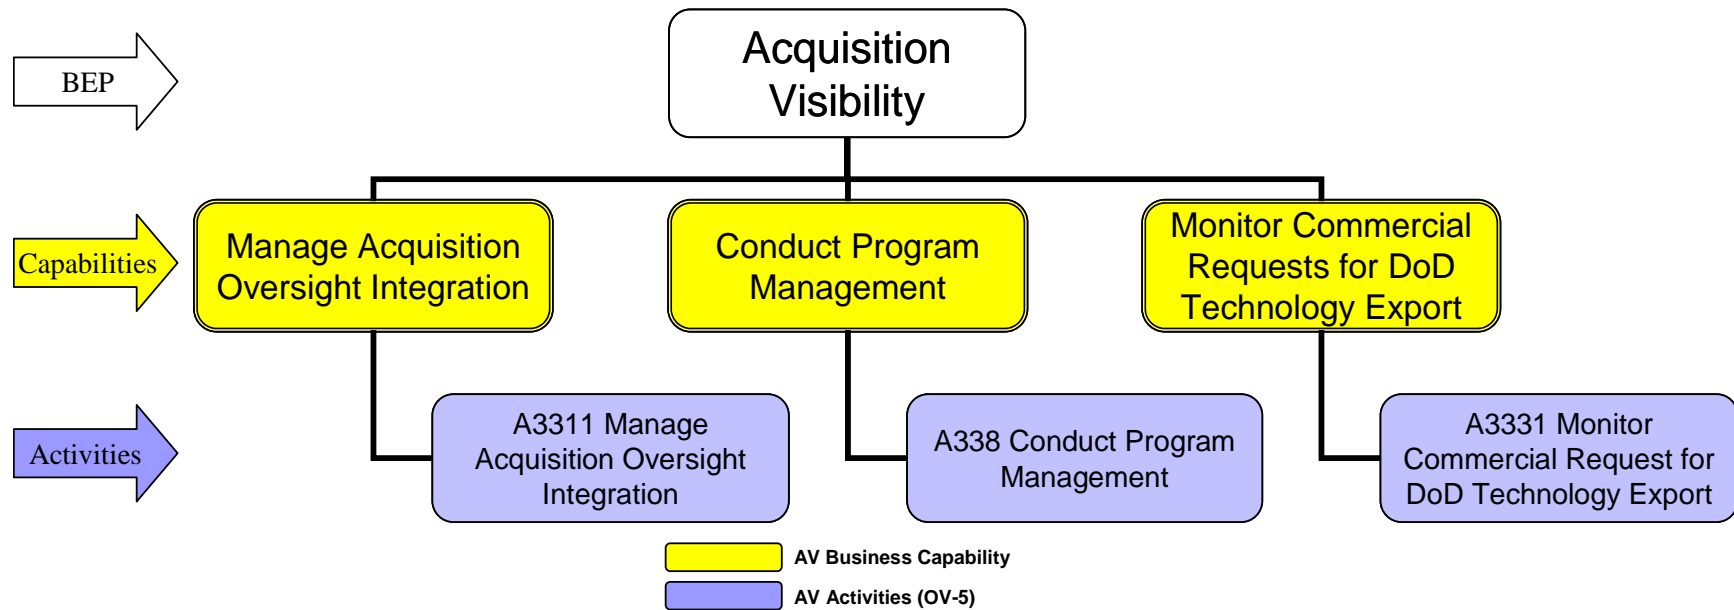 BEP
Acquisition
Visibility
Capabilities
Manage Acquisition
Oversight Integration
Conduct Program
Management
Monitor Commercial
Requests for DoD
Technology Export
Activities
A3311 Manage
Acquisition Oversight
Integration
A338 Conduct Program
Management
A3331 Monitor
Commercial Request for
DoD Technology Export
AV Business Capability
AV Activities (OV-5)